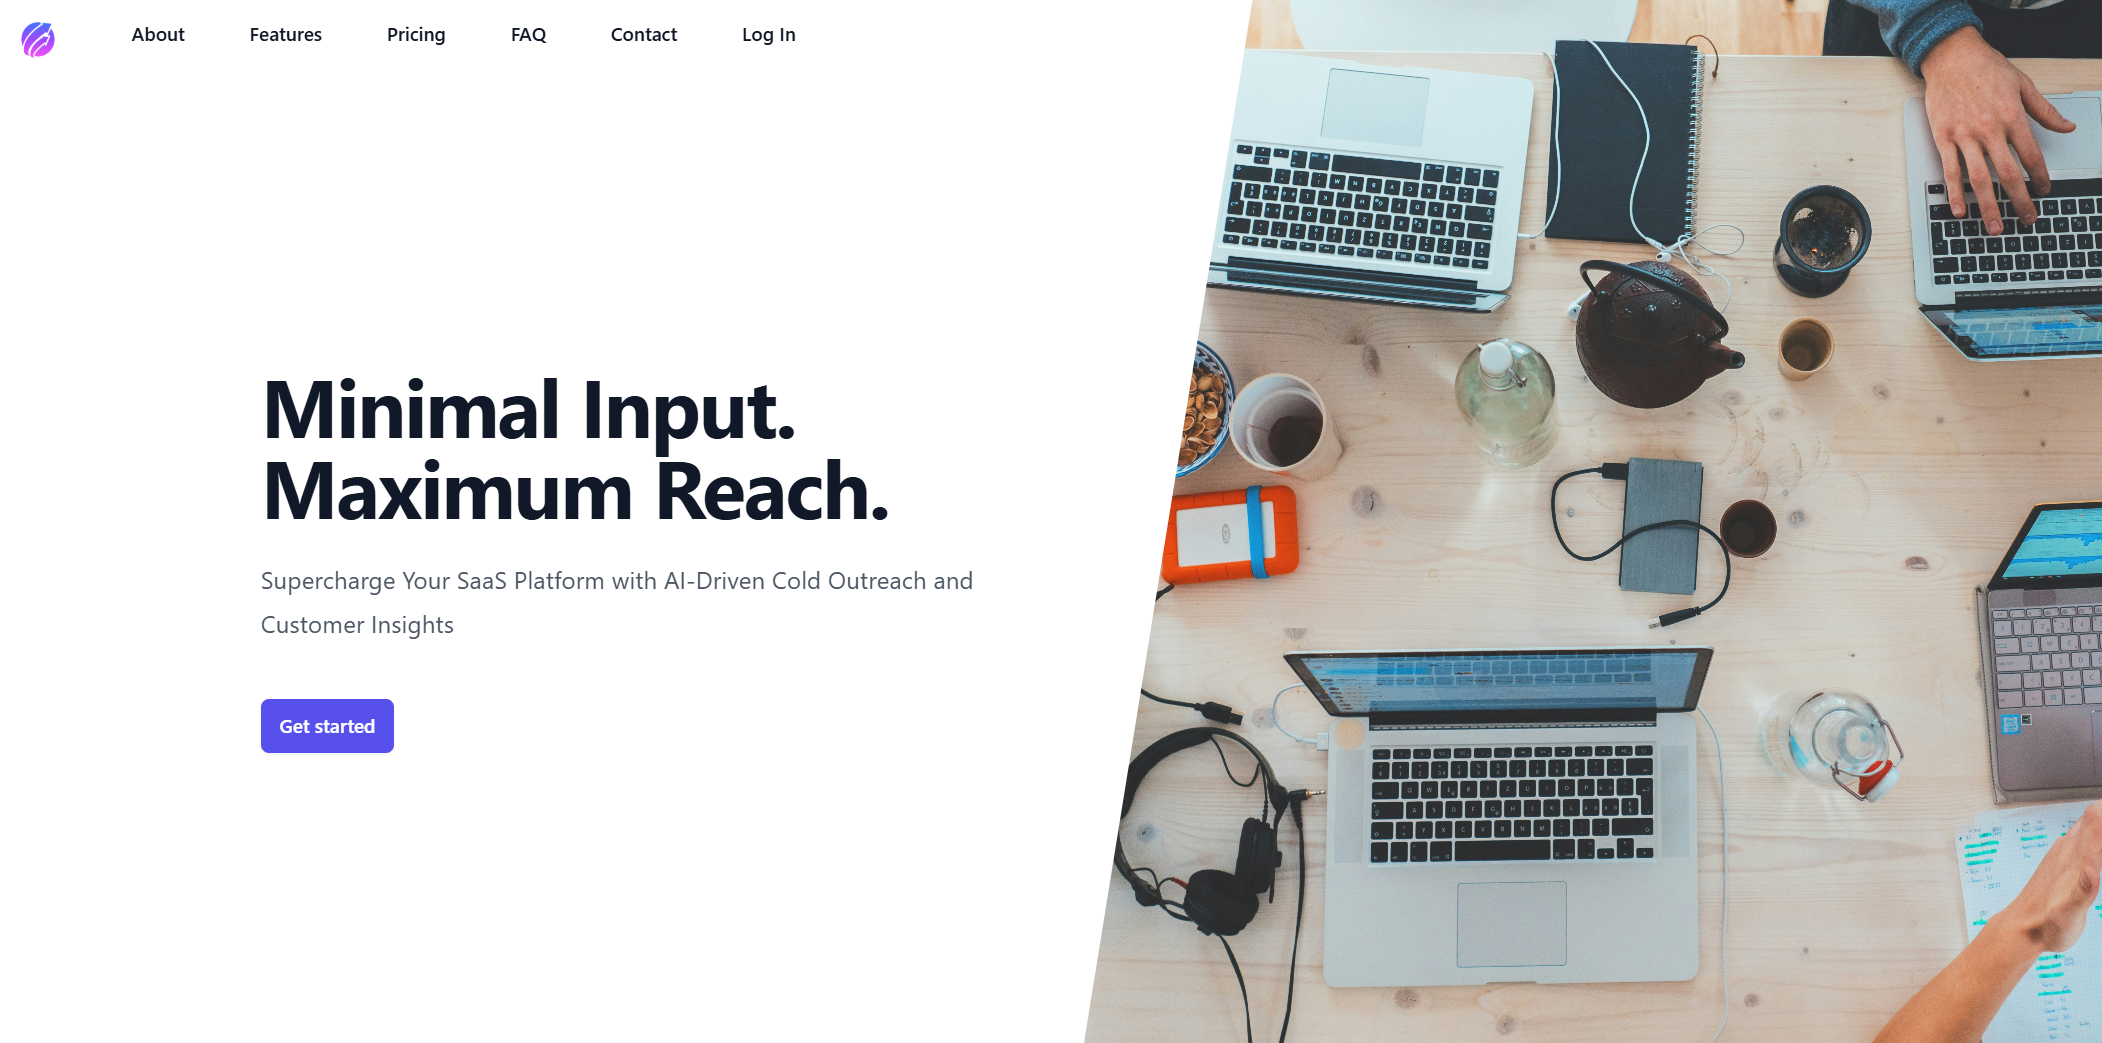 About Features Pricing FAQ Contact Log In
Minimal Input.
Maximum Reach.
Supercharge Your SaaS Platform with AI-Driven Cold Outreach and
Customer Insights
Get started